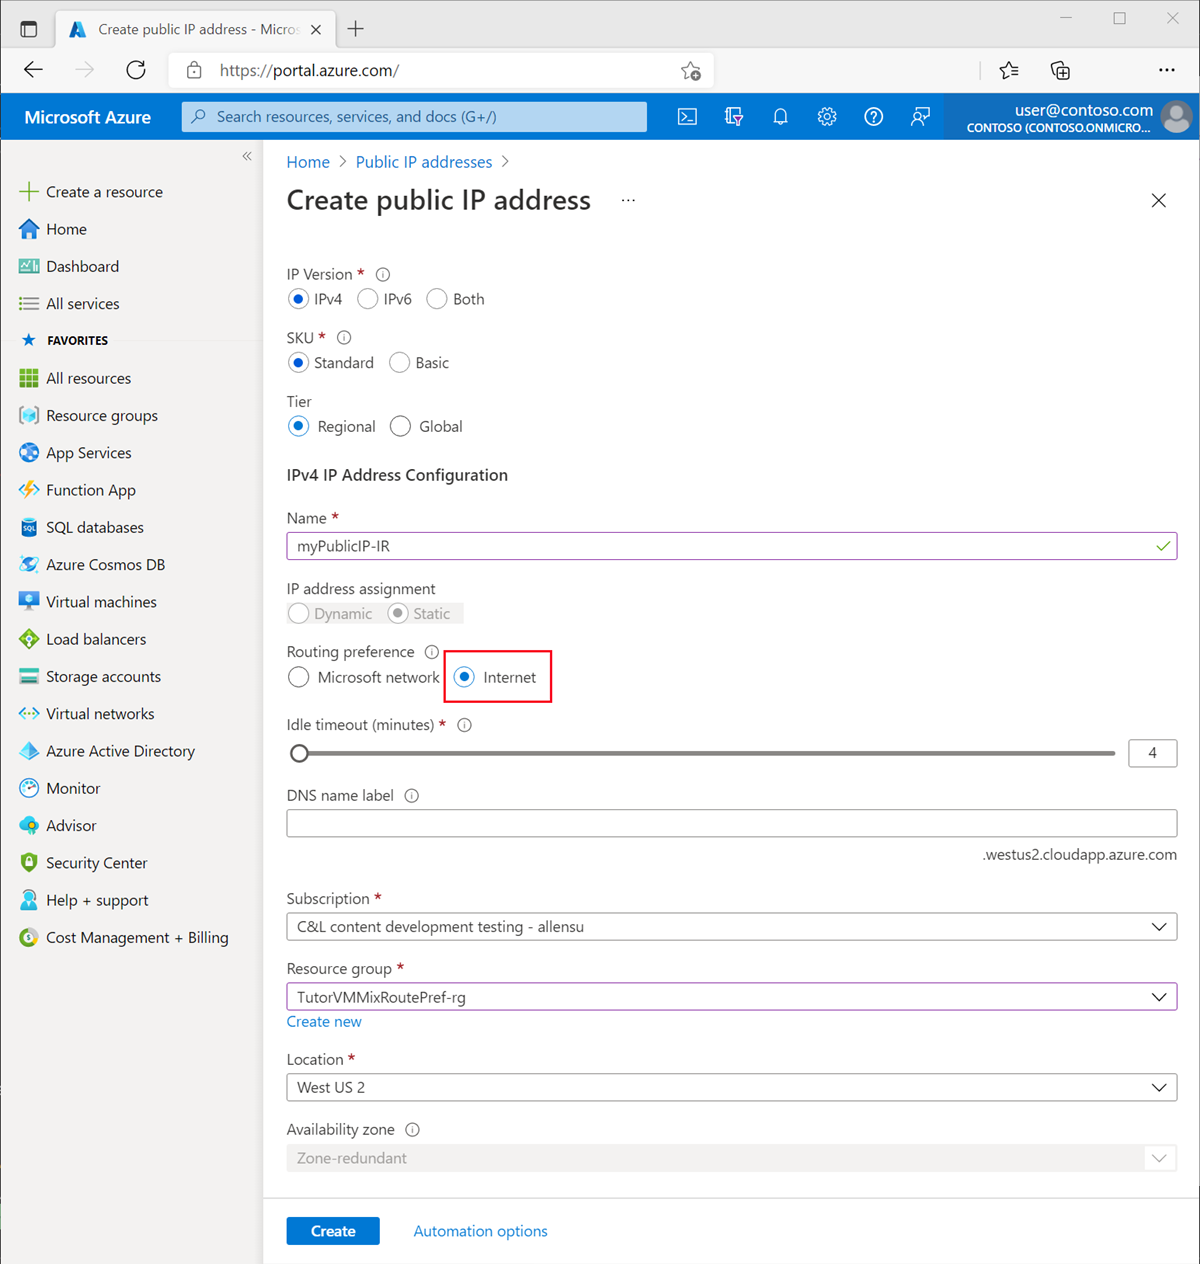 Create public IP address - Micros
https://portal.azure.com/
Microsoft Azure
Search resources, services, and docs (G+/)
user@contoso.com
CONTOSO (CONTOSO.ONMICRO...
Create a resource
Home
Dashboard
All services
FAVORITES
All resources
Resource groups
App Services
Function App
SQL databases
Azure Cosmos DB
Virtual machines
Load balancers
Storage accounts
Virtual networks
Azure Active Directory
Monitor
Advisor
Security Center
Help + support
Cost Management + Billing
Home > Public IP addresses >
Create public IP address ...
IP Version *
IPv4 IPv6 Both
SKU *
Standard Basic
Tier
Regional Global
IPv4 IP Address Configuration
Name *
myPublicIP-IR
IP address assignment
Dynamic Static
Routing preference
Microsoft network Internet
Idle timeout (minutes) *
4
DNS name label
.westus2.cloudapp.azure.com
Subscription *
C&L content development testing - allensu
Resource group *
TutorVMMixRoutePref-rg
Create new
Location *
West US 2
Availability zone
Zone-redundant
Create Automation options